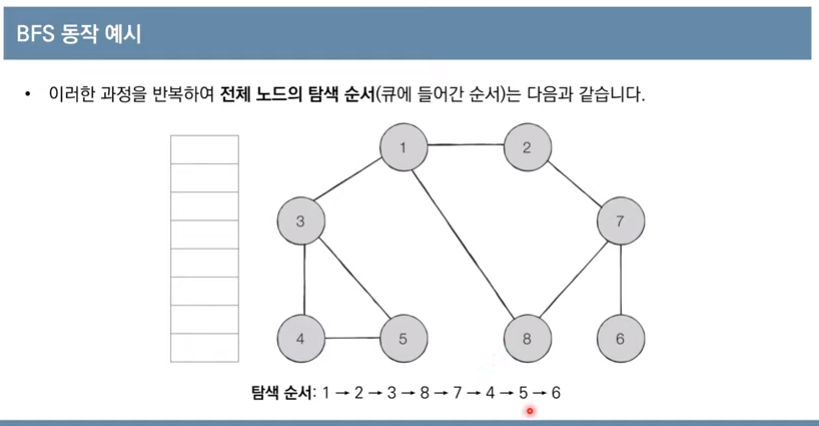 BFS 동작 예시
• 이러한 과정을 반복하여 전체 노드의 탐색 순서(큐에 들어간 순서)는 다음과 같습니다.
1
2
3
7
4
5
8
6
탐색 순서: 1 → 2 → 3 → 8 → 7 → 4 → 5 → 6